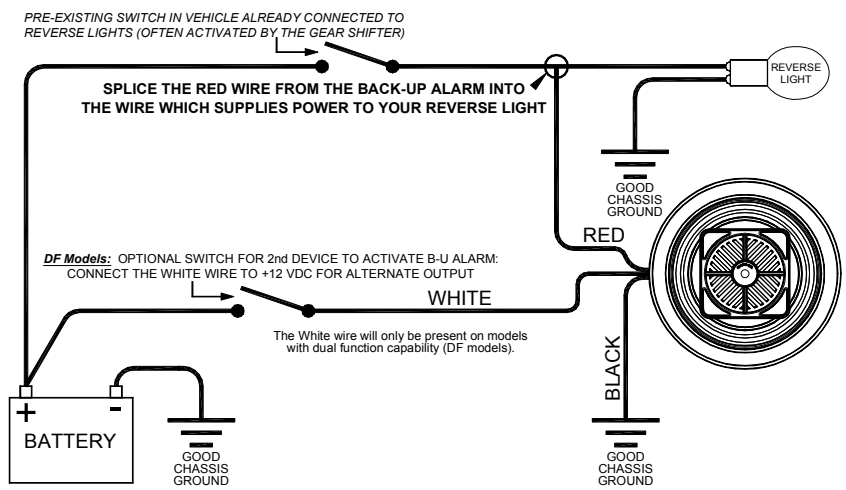 PRE-EXISTING SWITCH IN VEHICLE ALREADY CONNECTED TO
REVERSE LIGHTS (OFTEN ACTIVATED BY THE GEAR SHIFTER)
SPLICE THE RED WIRE FROM THE BACK-UP ALARM INTO
THE WIRE WHICH SUPPLIES POWER TO YOUR REVERSE LIGHT
REVERSE
LIGHT
GOOD
CHASSIS
GROUND
RED
DF Models: OPTIONAL SWITCH FOR 2nd DEVICE TO ACTIVATE B-U ALARM:
CONNECT THE WHITE WIRE TO +12 VDC FOR ALTERNATE OUTPUT
WHITE
The White wire will only be present on models
with dual function capability (DF models).
BLACK
+ -
BATTERY
GOOD
CHASSIS
GROUND
GOOD
CHASSIS
GROUND